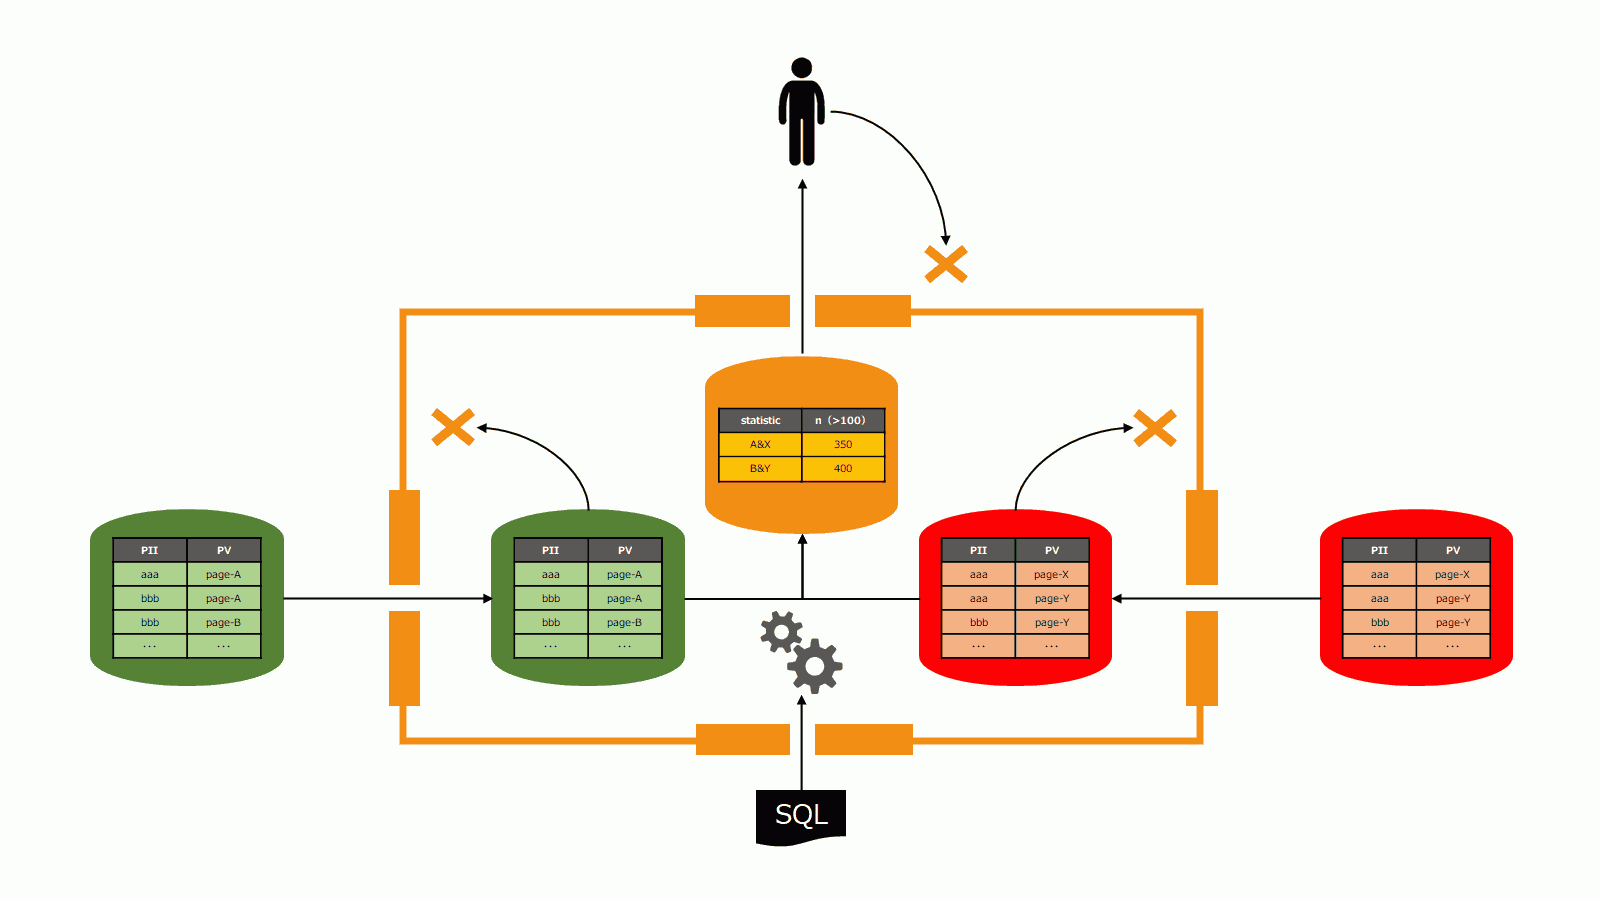 statistic n（>100）
A&X 350
B&Y 400
PII PV
aaa page-A
bbb page-A
bbb page-B
... ...
PII PV
aaa page-A
bbb page-A
bbb page-B
... ...
PII PV
aaa page-X
aaa page-Y
bbb page-Y
... ...
PII PV
aaa page-X
aaa page-Y
bbb page-Y
... ...
SQL